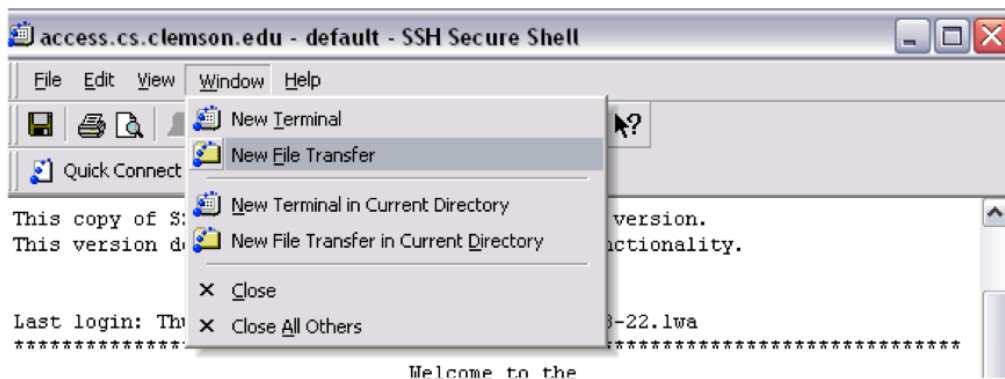 access.cs.clemson.edu - default - SSH Secure Shell
File Edit View Window Help
New Terminal
New File Transfer
Quick Connect
New Terminal in Current Directory
This copy of S version.
New File Transfer in Current Directory
This version d ctionality.
Close
Last login: Th -22.lwa
Close All Others
*************** ******************************
Welcome to the